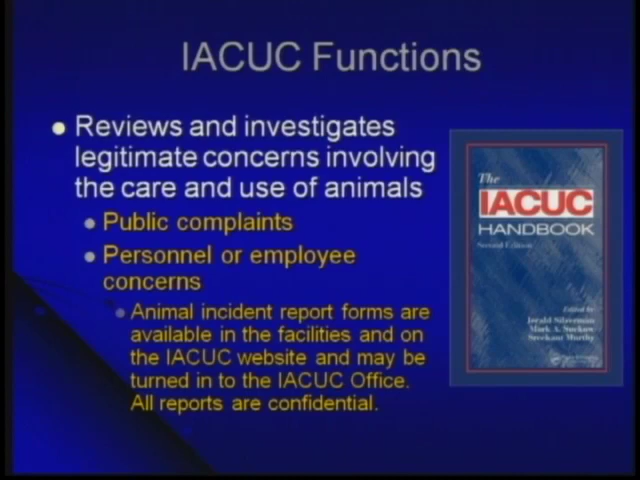 IACUC Functions
Reviews and investigates
legitimate concerns involving
the care and use of animals
Public complaints
Personnel or employee
concerns
Animal incident report forms are
available in the facilities and on
the IACUC website and may be
turned in to the IACUC Office.
All reports are confidential.
The
IACUC
HANDBOOK
Second Edition
Edited by
Jerald Silverman
Mark A. Suckow
Sreekant Murthy